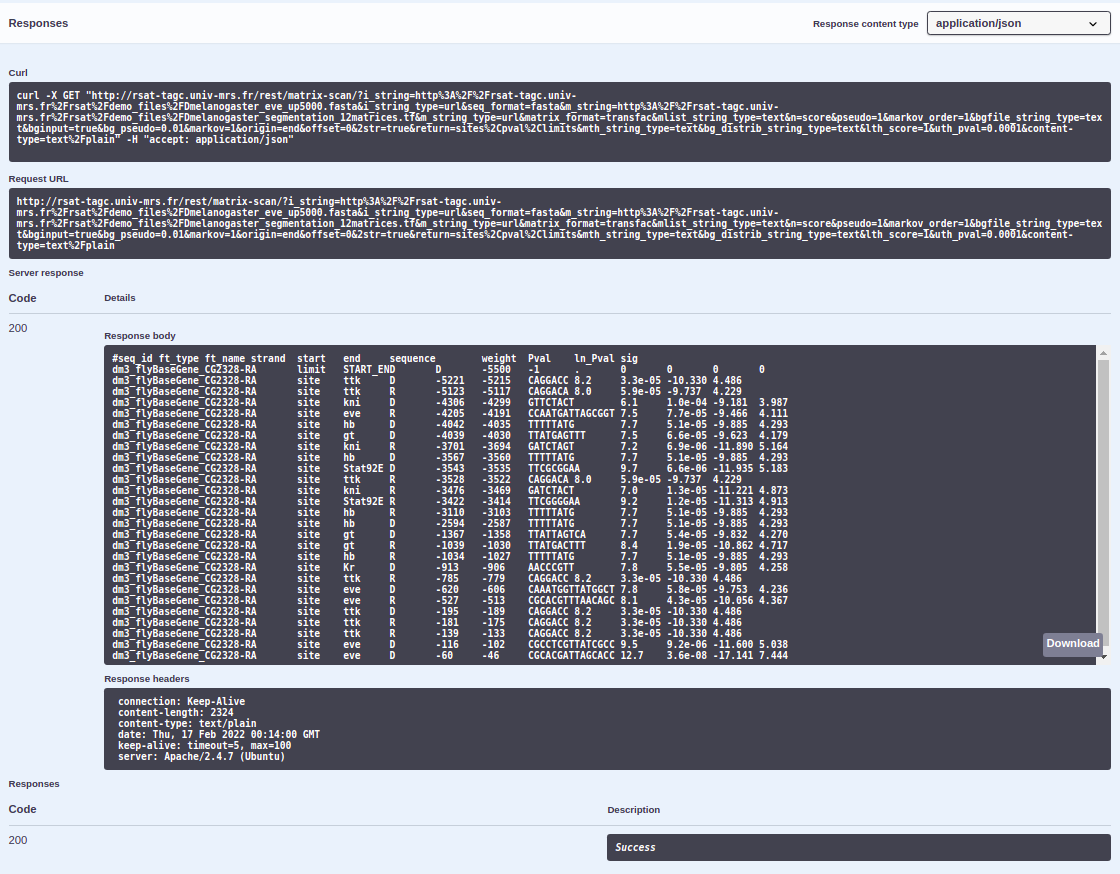 Responses
Response content type
application/json
Curl
curl -X GET "http://rsat-tagc.univ-mrs.fr/rest/matrix-scan/?i_string=http%3A%2F%2Frsat-tagc.univ-
mrs.fr%2Frsat%2Fdemo_files%2FDmelanogaster_eve_up5000.fasta&i_string_type=url&seq_format=fasta&m_string=http%3A%2F%2Frsat-tagc.univ-
mrs.fr%2Frsat%2Fdemo_files%2FDmelanogaster_segmentation_12matrices.tf&m_string_type=url&matrix_format=transfac&mlist_string_type=text&n=score&pseudo=1&markov_order=1&bgfile_string_type=tex
t&bginput=true&bg_pseudo=0.01&markov=1&origin=end&offset=0&2str=true&return=sites%2Cpval%2Climits&mth_string_type=text&bg_distrib_string_type=text&lth_score=1&uth_pval=0.0001&content-
type=text%2Fplain" -H "accept: application/json"
Request URL
http://rsat-tagc.univ-mrs.fr/rest/matrix-scan/?i_string=http%3A%2F%2Frsat-tagc.univ-
mrs.fr%2Frsat%2Fdemo_files%2FDmelanogaster_eve_up5000.fasta&i_string_type=url&seq_format=fasta&m_string=http%3A%2F%2Frsat-tagc.univ-
mrs.fr%2Frsat%2Fdemo_files%2FDmelanogaster_segmentation_12matrices.tf&m_string_type=url&matrix_format=transfac&mlist_string_type=text&n=score&pseudo=1&markov_order=1&bgfile_string_type=tex
t&bginput=true&bg_pseudo=0.01&markov=1&origin=end&offset=0&2str=true&return=sites%2Cpval%2Climits&mth_string_type=text&bg_distrib_string_type=text&lth_score=1&uth_pval=0.0001&content-
type=text%2Fplain
Server response
Code Details
200
Response body
#seq_id ft_type ft_name strand start end sequence weight Pval ln_Pval sig
dm3_flyBaseGene_CG2328-RA limit START_END D -5500 -1 . 0 0 0 0
dm3_flyBaseGene_CG2328-RA site ttk D -5221 -5215 CAGGACC 8.2 3.3e-05 -10.330 4.486
dm3_flyBaseGene_CG2328-RA site ttk R -5123 -5117 CAGGACA 8.0 5.9e-05 -9.737 4.229
dm3_flyBaseGene_CG2328-RA site kni D -4306 -4299 GTTCTACT 6.1 1.0e-04 -9.181 3.987
dm3_flyBaseGene_CG2328-RA site eve R -4205 -4191 CCAATGATTAGCGGT 7.5 7.7e-05 -9.466 4.111
dm3_flyBaseGene_CG2328-RA site hb R -4042 -4035 TTTTTATG 7.7 5.1e-05 -9.885 4.293
dm3_flyBaseGene_CG2328-RA site gt D -4039 -4030 TTATGAGTTT 7.5 6.6e-05 -9.623 4.179
dm3_flyBaseGene_CG2328-RA site kni R -3701 -3694 GATCTAGT 7.2 6.9e-06 -11.890 5.164
dm3_flyBaseGene_CG2328-RA site hb D -3567 -3560 TTTTTATG 7.7 5.1e-05 -9.885 4.293
dm3_flyBaseGene_CG2328-RA site Stat92E D -3543 -3535 TTCGCGGAA 9.7 6.6e-06 -11.935 5.183
dm3_flyBaseGene_CG2328-RA site ttk R -3528 -3522 CAGGACA 8.0 5.9e-05 -9.737 4.229
dm3_flyBaseGene_CG2328-RA site kni R -3476 -3469 GATCTACT 7.0 1.3e-05 -11.221 4.873
dm3_flyBaseGene_CG2328-RA site Stat92E R -3422 -3414 TTCGGGGAA 9.2 1.2e-05 -11.313 4.913
dm3_flyBaseGene_CG2328-RA site hb R -3110 -3103 TTTTTATG 7.7 5.1e-05 -9.885 4.293
dm3_flyBaseGene_CG2328-RA site hb D -2594 -2587 TTTTTATG 7.7 5.1e-05 -9.885 4.293
dm3_flyBaseGene_CG2328-RA site gt D -1367 -1358 TTATTAGTCA 7.7 5.4e-05 -9.832 4.270
dm3_flyBaseGene_CG2328-RA site gt R -1039 -1030 TTATGACTTT 8.4 1.9e-05 -10.862 4.717
dm3_flyBaseGene_CG2328-RA site hb R -1034 -1027 TTTTTATG 7.7 5.1e-05 -9.885 4.293
dm3_flyBaseGene_CG2328-RA site Kr D -913 -906 AACCCGTT 7.8 5.5e-05 -9.805 4.258
dm3_flyBaseGene_CG2328-RA site ttk R -785 -779 CAGGACC 8.2 3.3e-05 -10.330 4.486
dm3_flyBaseGene_CG2328-RA site eve D -620 -606 CAAATGGTTATGGCT 7.8 5.8e-05 -9.753 4.236
dm3_flyBaseGene_CG2328-RA site eve R -527 -513 CGCACGTTTAACAGC 8.1 4.3e-05 -10.056 4.367
dm3_flyBaseGene_CG2328-RA site ttk D -195 -189 CAGGACC 8.2 3.3e-05 -10.330 4.486
dm3_flyBaseGene_CG2328-RA site ttk R -181 -175 CAGGACC 8.2 3.3e-05 -10.330 4.486
dm3_flyBaseGene_CG2328-RA site ttk R -139 -133 CAGGACC 8.2 3.3e-05 -10.330 4.486
dm3_flyBaseGene_CG2328-RA site eve D -116 -102 CGCCTCGTTATCGCC 9.5 9.2e-06 -11.600 5.038
dm3_flyBaseGene_CG2328-RA site eve D -60 -46 CGCACGATTAGCACC 12.7 3.6e-08 -17.141 7.444
Download
Response headers
connection: Keep-Alive
content-length: 2324
content-type: text/plain
date: Thu, 17 Feb 2022 00:14:00 GMT
keep-alive: timeout=5, max=100
server: Apache/2.4.7 (Ubuntu)
Responses
Code Description
200
Success